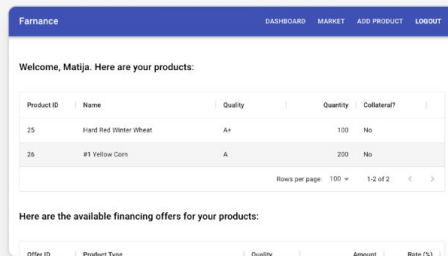 Farnance DASHBOARD MARKET ADD PRODUCT LOGOUT
Welcome, Matija. Here are your products:
Product ID Name Quality Quantity Collateral?
25 Hard Red Winter Wheat A+ 100 No
26 #1 Yellow Corn A 200 No
Rows per page: 100 1-2 of 2
Here are the available financing offers for your products:
Offer ID Product Type Quality Amount Rate (%)